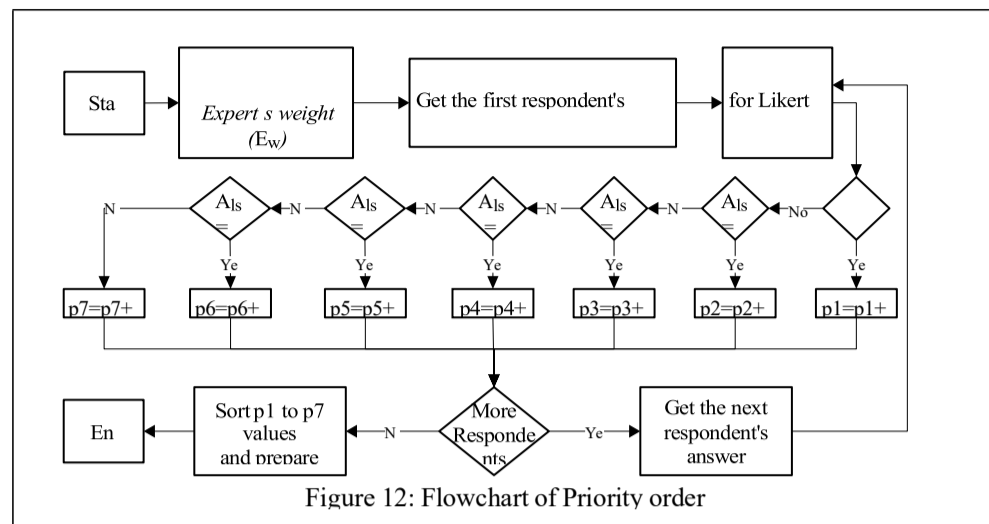 Sta
Expert s weight
(Ew)
Get the first respondent's
for Likert
N
Als
=
N
Als
=
N
Als
=
N
Als
=
N
Als
=
No
Ye
Ye
Ye
Ye
Ye
Ye
p7=p7+
p6=p6+
p5=p5+
p4=p4+
p3=p3+
p2=p2+
p1=p1+
En
Sort p1 to p7
values
and prepare
N
More
Responde
nts
Ye
Get the next
respondent's
answer
Figure 12: Flowchart of Priority order